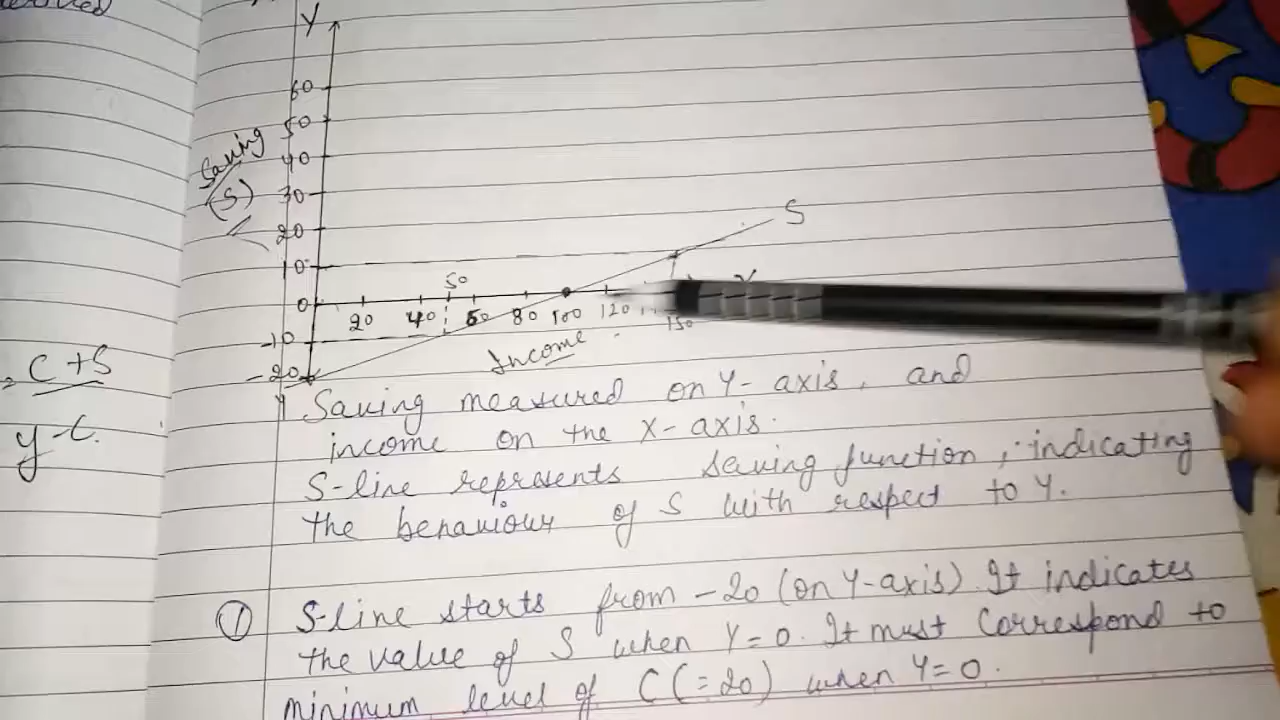 Y
60
50
40
30
20
10
0
-10
-20
Saving
(S)
S
50
20 40 60 80 100 120
150
Income
C+S
y-c.
Y
Saving measured on Y-axis, and
income on the x-axis.
S-line represents Saving function, indicating
the behaviour of S with respect to Y.
① S-line starts from -20 (on Y-axis). It indicates
the value of S when Y=0. It must Correspond to
minimum level of C(=20) when Y=0.